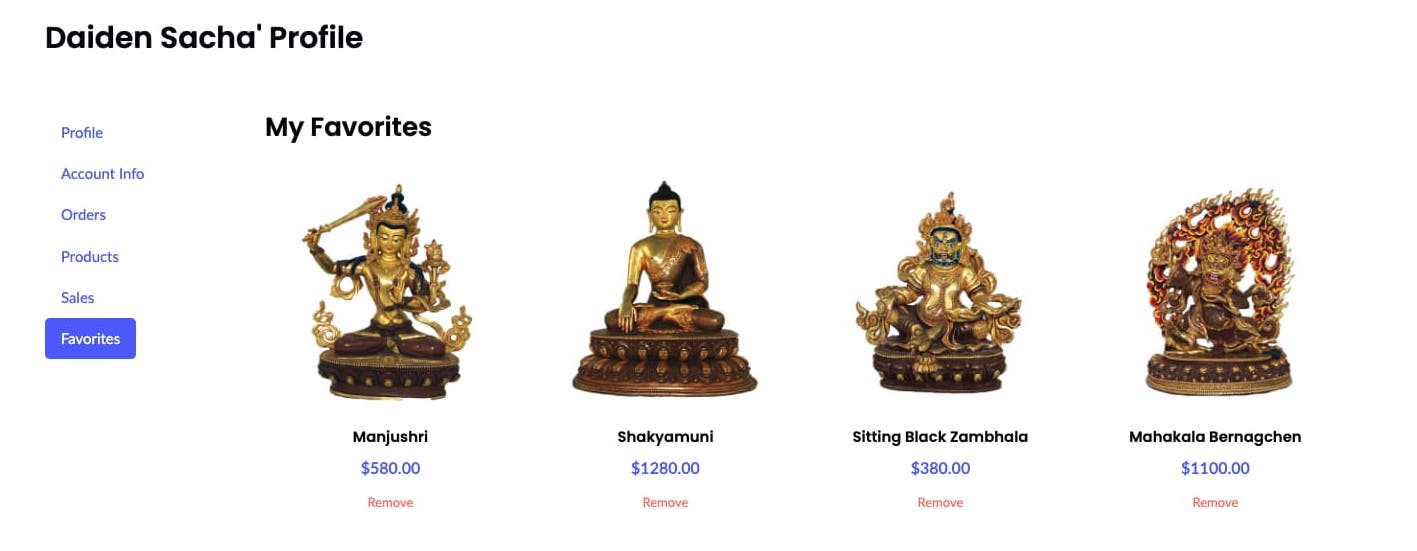 Daiden Sacha' Profile
Profile
Account Info
Orders
Products
Sales
Favorites
My Favorites
Manjushri
$580.00
Remove
Shakyamuni
$1280.00
Remove
Sitting Black Zambhala
$380.00
Remove
Mahakala Bernagchen
$1100.00
Remove